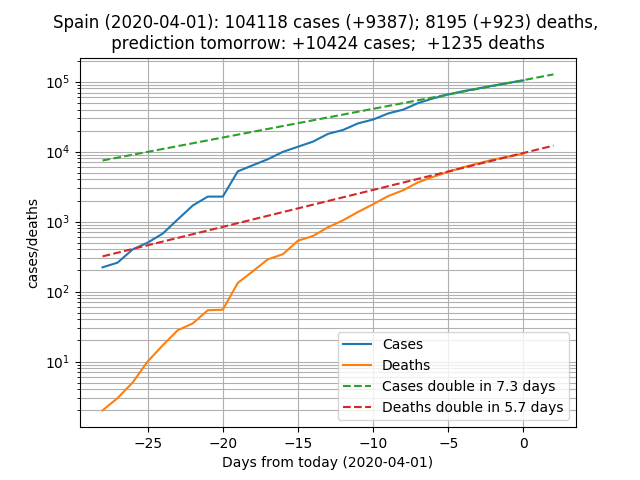 Spain (2020-04-01): 104118 cases (+9387); 8195 (+923) deaths,
prediction tomorrow: +10424 cases;  +1235 deaths
10⁵
10⁴
10³
10²
10¹
cases/deaths
Cases
Deaths
Cases double in 7.3 days
Deaths double in 5.7 days
−25 −20 −15 −10 −5 0
Days from today (2020-04-01)